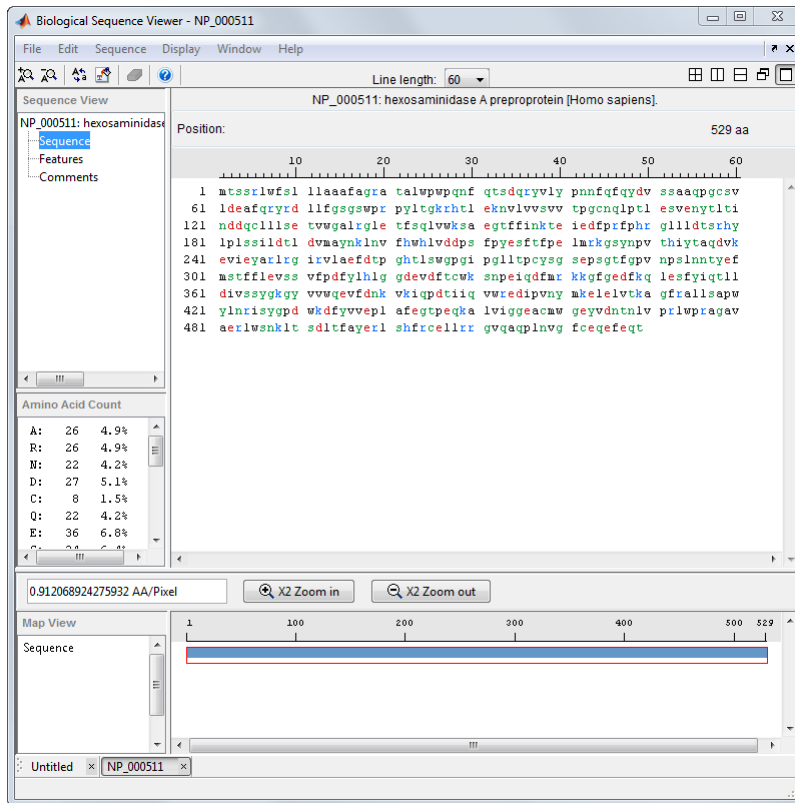 Biological Sequence Viewer - NP_000511
File Edit Sequence Display Window Help
Line length: 60
Sequence View
NP_000511: hexosaminidase
Sequence
Features
Comments
NP_000511: hexosaminidase A preproprotein [Homo sapiens].
Position: 529 aa
10 20 30 40 50 60
1 mtssrlwfsl llaaafagra talwpwpqnf qtsdqryvly pnnfqfqydv ssaaqpgcsv
61 ldeafqryrd llfgsgswpr pyltgkrhtl eknvlvvsvv tpgcnqlptl esvenytlti
121 nddqclllse tvwgalrgle tfsqlvwksa egtffinkte iedfprfphr gllldtsrhy
181 lplssildtl dvmaynklnv fhwhlvddps fpyesftfpe lmrkgsynpv thiytaqdvk
241 evieyarlrg irvlaefdtp ghtlswgpgi pglltpcysg sepsgtfgpv npslnntyef
301 mstfflevss vfpdfylhlg gdevdftcwk snpeiqdfmr kkgfgedfkq lesfyiqtll
361 divssygkgy vvwqevfdnk vkiqpdtiiq vwredipvny mkelelvtka gfrallsapw
421 ylnrisygpd wkdfyvvepl afegtpeqka lviggeacmw geyvdntnlv prlwpragav
481 aerlwsnklt sdltfayerl shfrcellrr gvqaqplnvg fceqefeqt
Amino Acid Count
A: 26 4.9%
R: 26 4.9%
N: 22 4.2%
D: 27 5.1%
C: 8 1.5%
Q: 22 4.2%
E: 36 6.8%
0.912068924275932 AA/Pixel
X2 Zoom in
X2 Zoom out
Map View
Sequence
1 100 200 300 400 500 529
Untitled
NP_000511